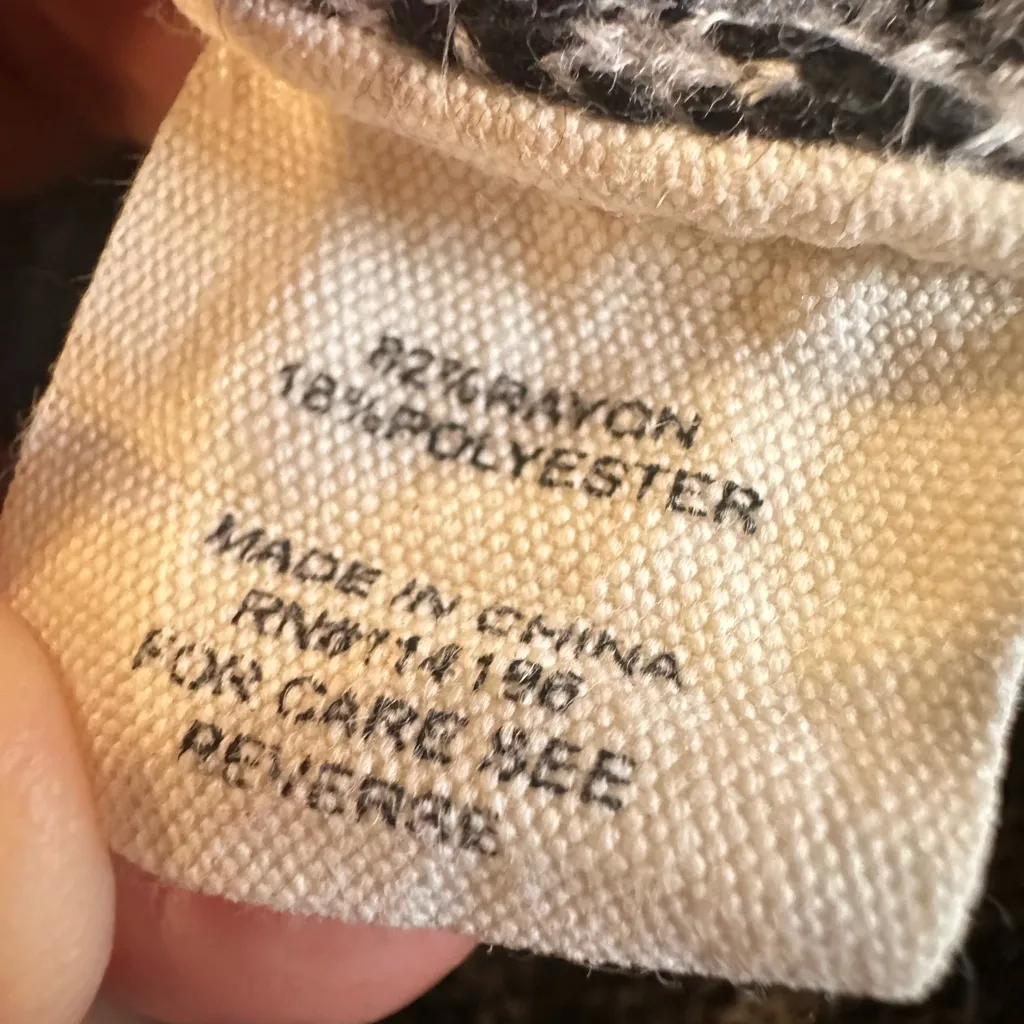 82%RAYON
18%POLYESTER
MADE IN CHINA
RN#114196
FOR CARE SEE
REVERSE